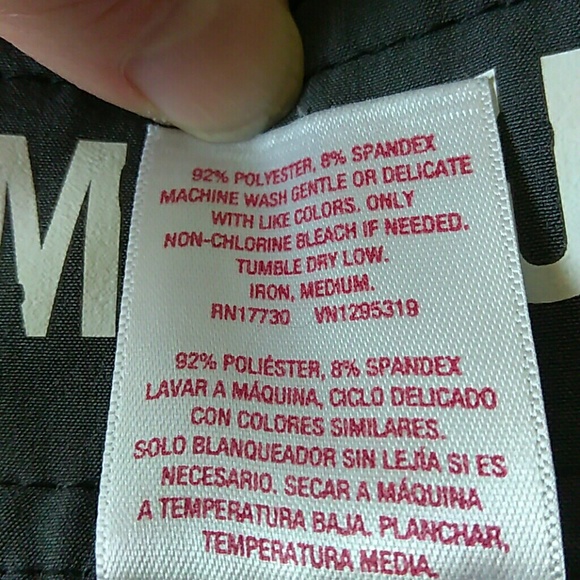 M U
92% POLYESTER, 8% SPANDEX
MACHINE WASH GENTLE OR DELICATE
WITH LIKE COLORS. ONLY
NON-CHLORINE BLEACH IF NEEDED.
TUMBLE DRY LOW.
IRON, MEDIUM.
RN17730 VN1295319
92% POLIÉSTER, 8% SPANDEX
LAVAR A MÁQUINA, CICLO DELICADO
CON COLORES SIMILARES.
SOLO BLANQUEADOR SIN LEJÍA SI ES
NECESARIO. SECAR A MÁQUINA
A TEMPERATURA BAJA. PLANCHAR,
TEMPERATURA MEDIA.